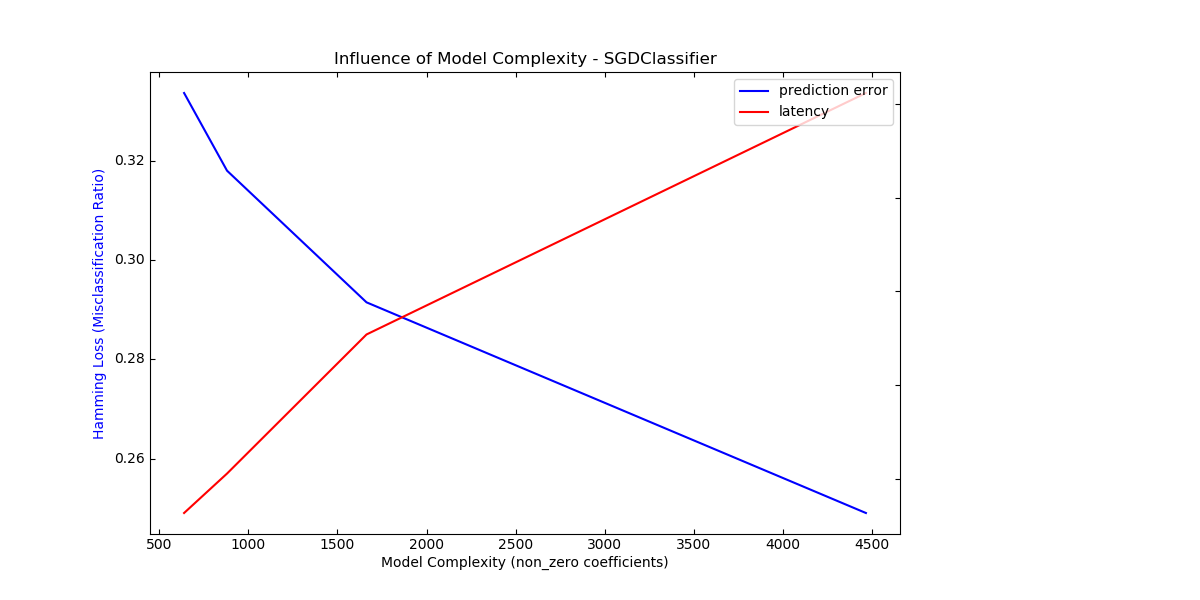 Influence of Model Complexity - SGDClassifier
prediction error
latency
Hamming Loss (Misclassification Ratio)
0.32
0.30
0.28
0.26
500 1000 1500 2000 2500 3000 3500 4000 4500
Model Complexity (non_zero coefficients)